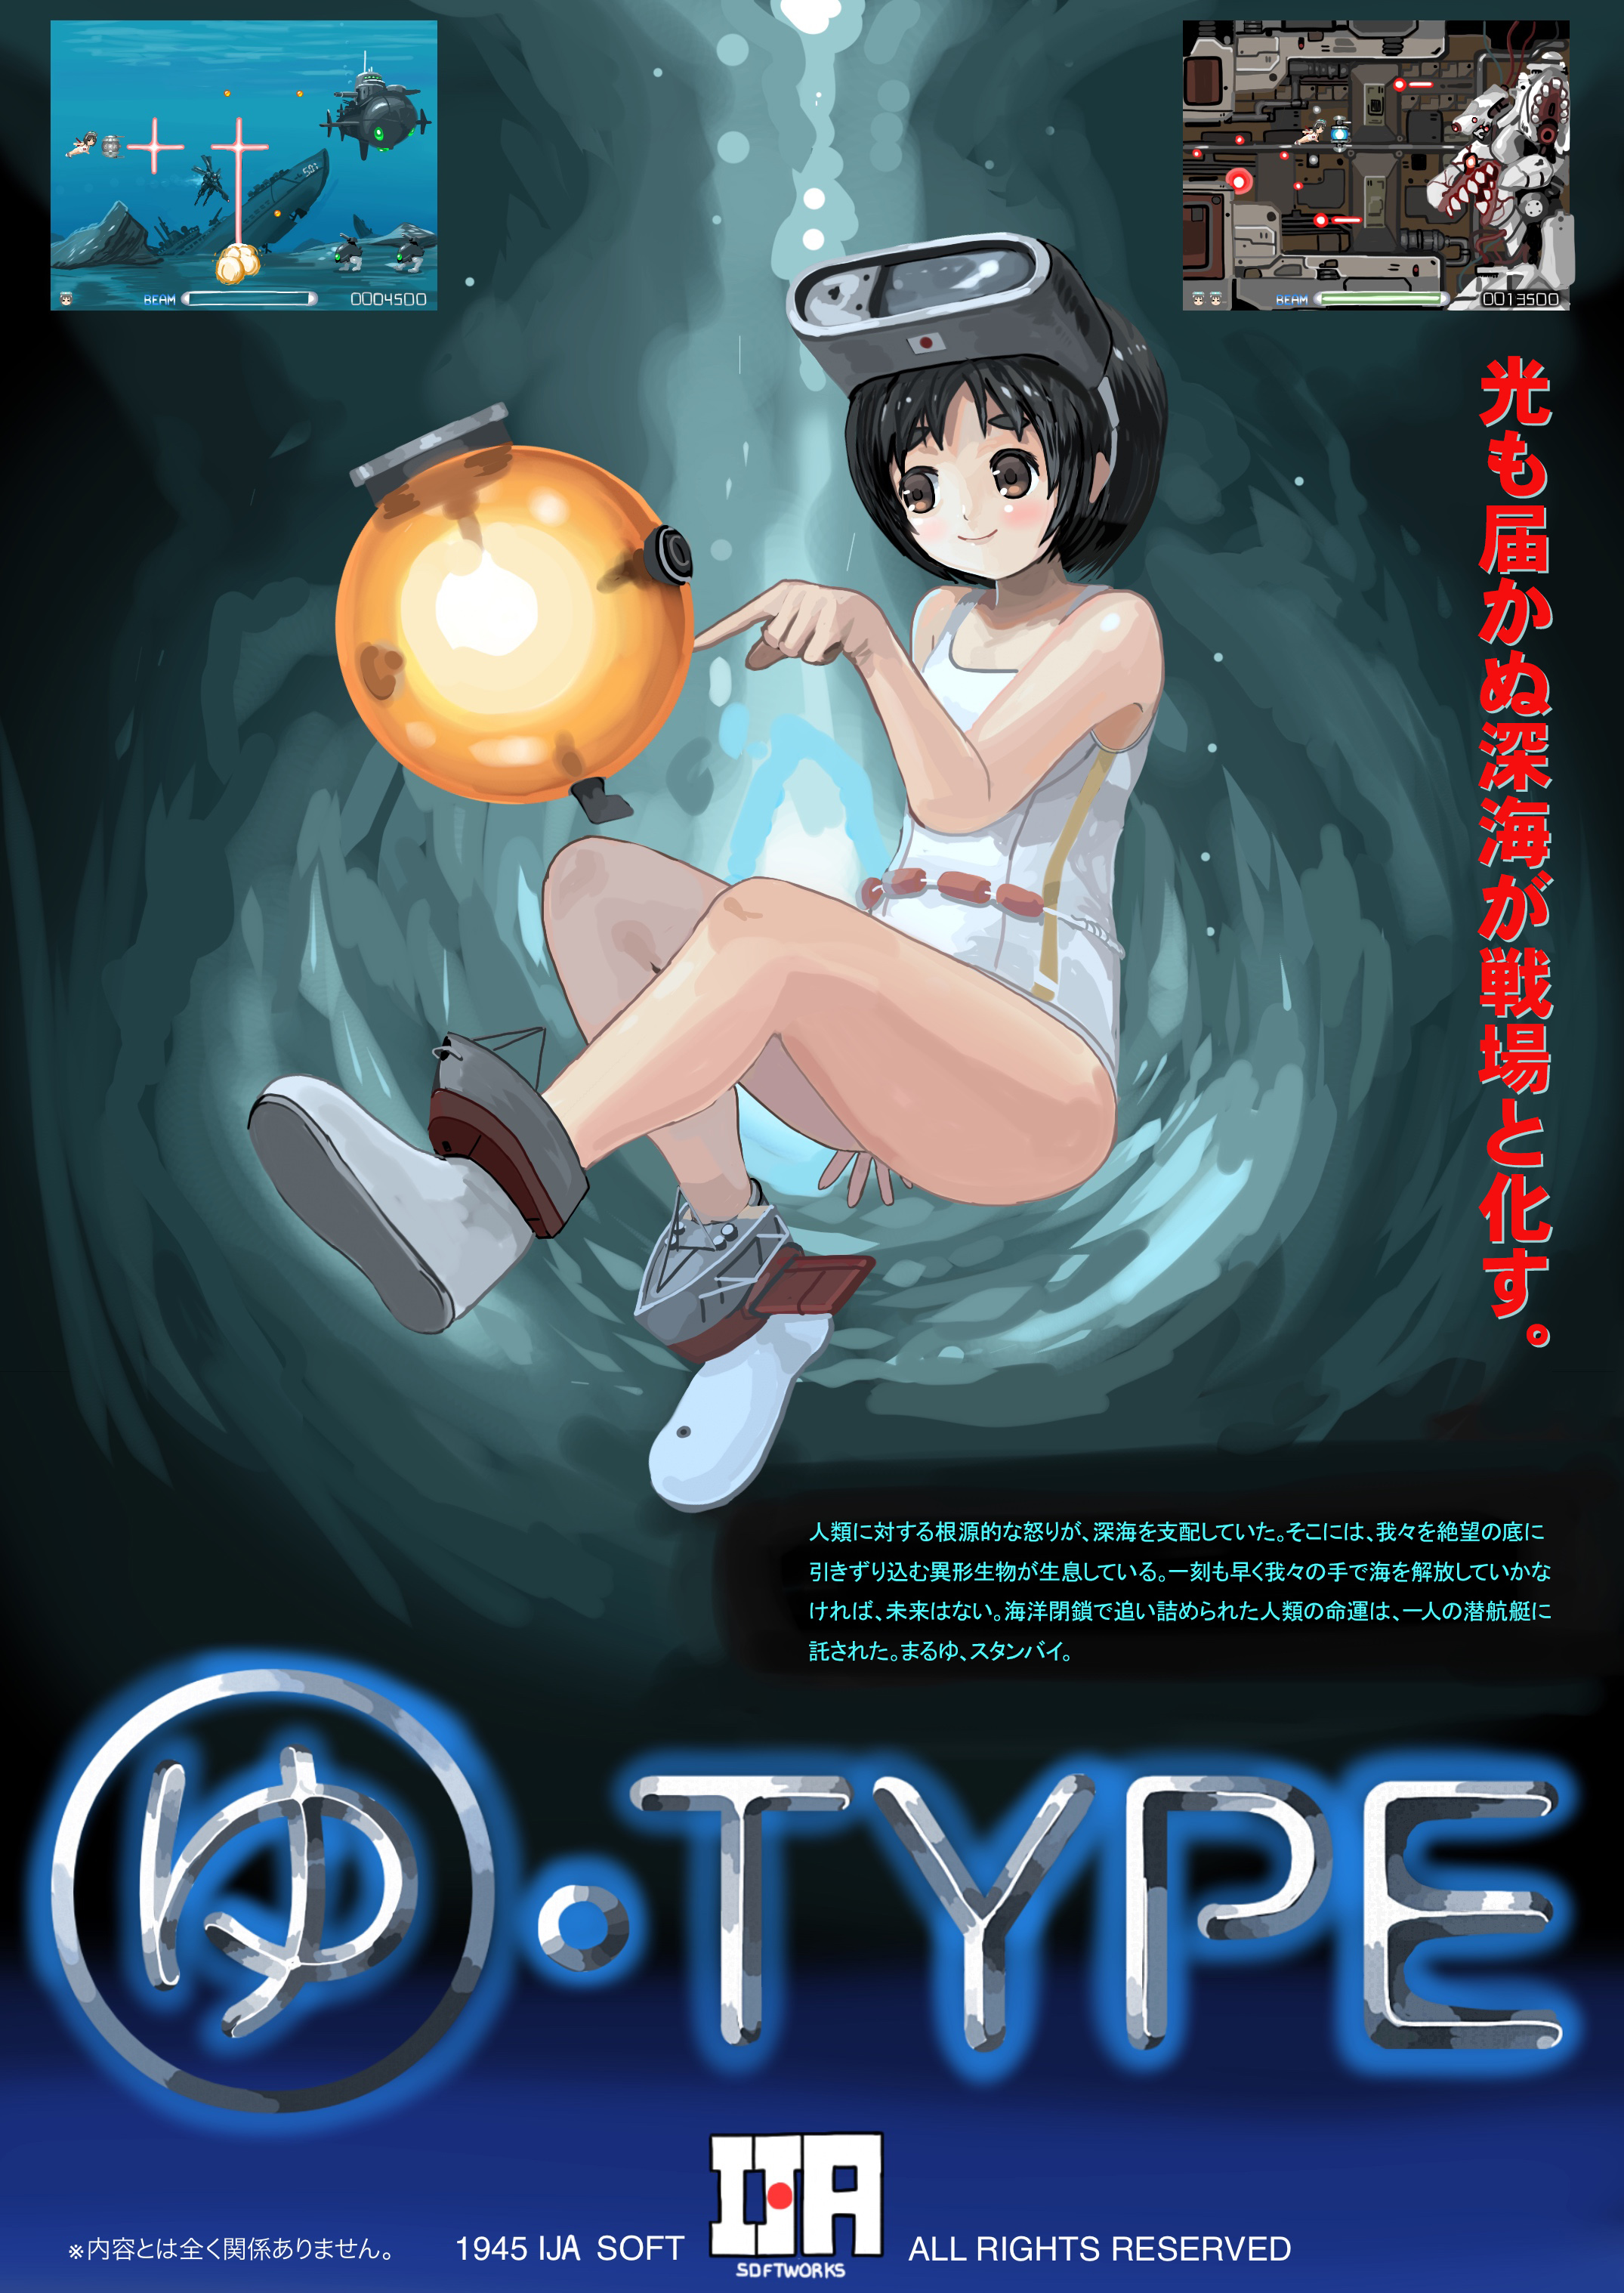 501
BEAM
0004500
BEAM
0013500
光も届かぬ深海が戦場と化す。
人類に対する根源的な怒りが、深海を支配していた。そこには、我々を絶望の底に
引きずり込む異形生物が生息している。一刻も早く我々の手で海を解放していかな
ければ、未来はない。海洋閉鎖で追い詰められた人類の命運は、一人の潜航艇に
託された。まるゆ、スタンバイ。
ゆ・TYPE
IJA
SOFTWORKS
※内容とは全く関係ありません。
1945 IJA SOFT
ALL RIGHTS RESERVED